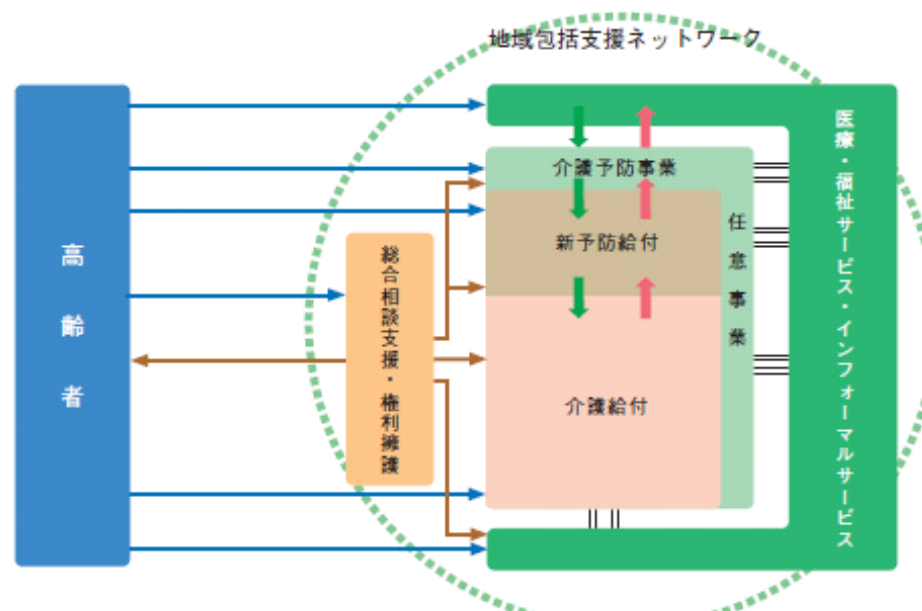 地域包括支援ネットワーク
高齢者
総合相談支援・権利擁護
介護予防事業
新予防給付
介護給付
任意事業
医療・福祉サービス・インフォーマルサービス